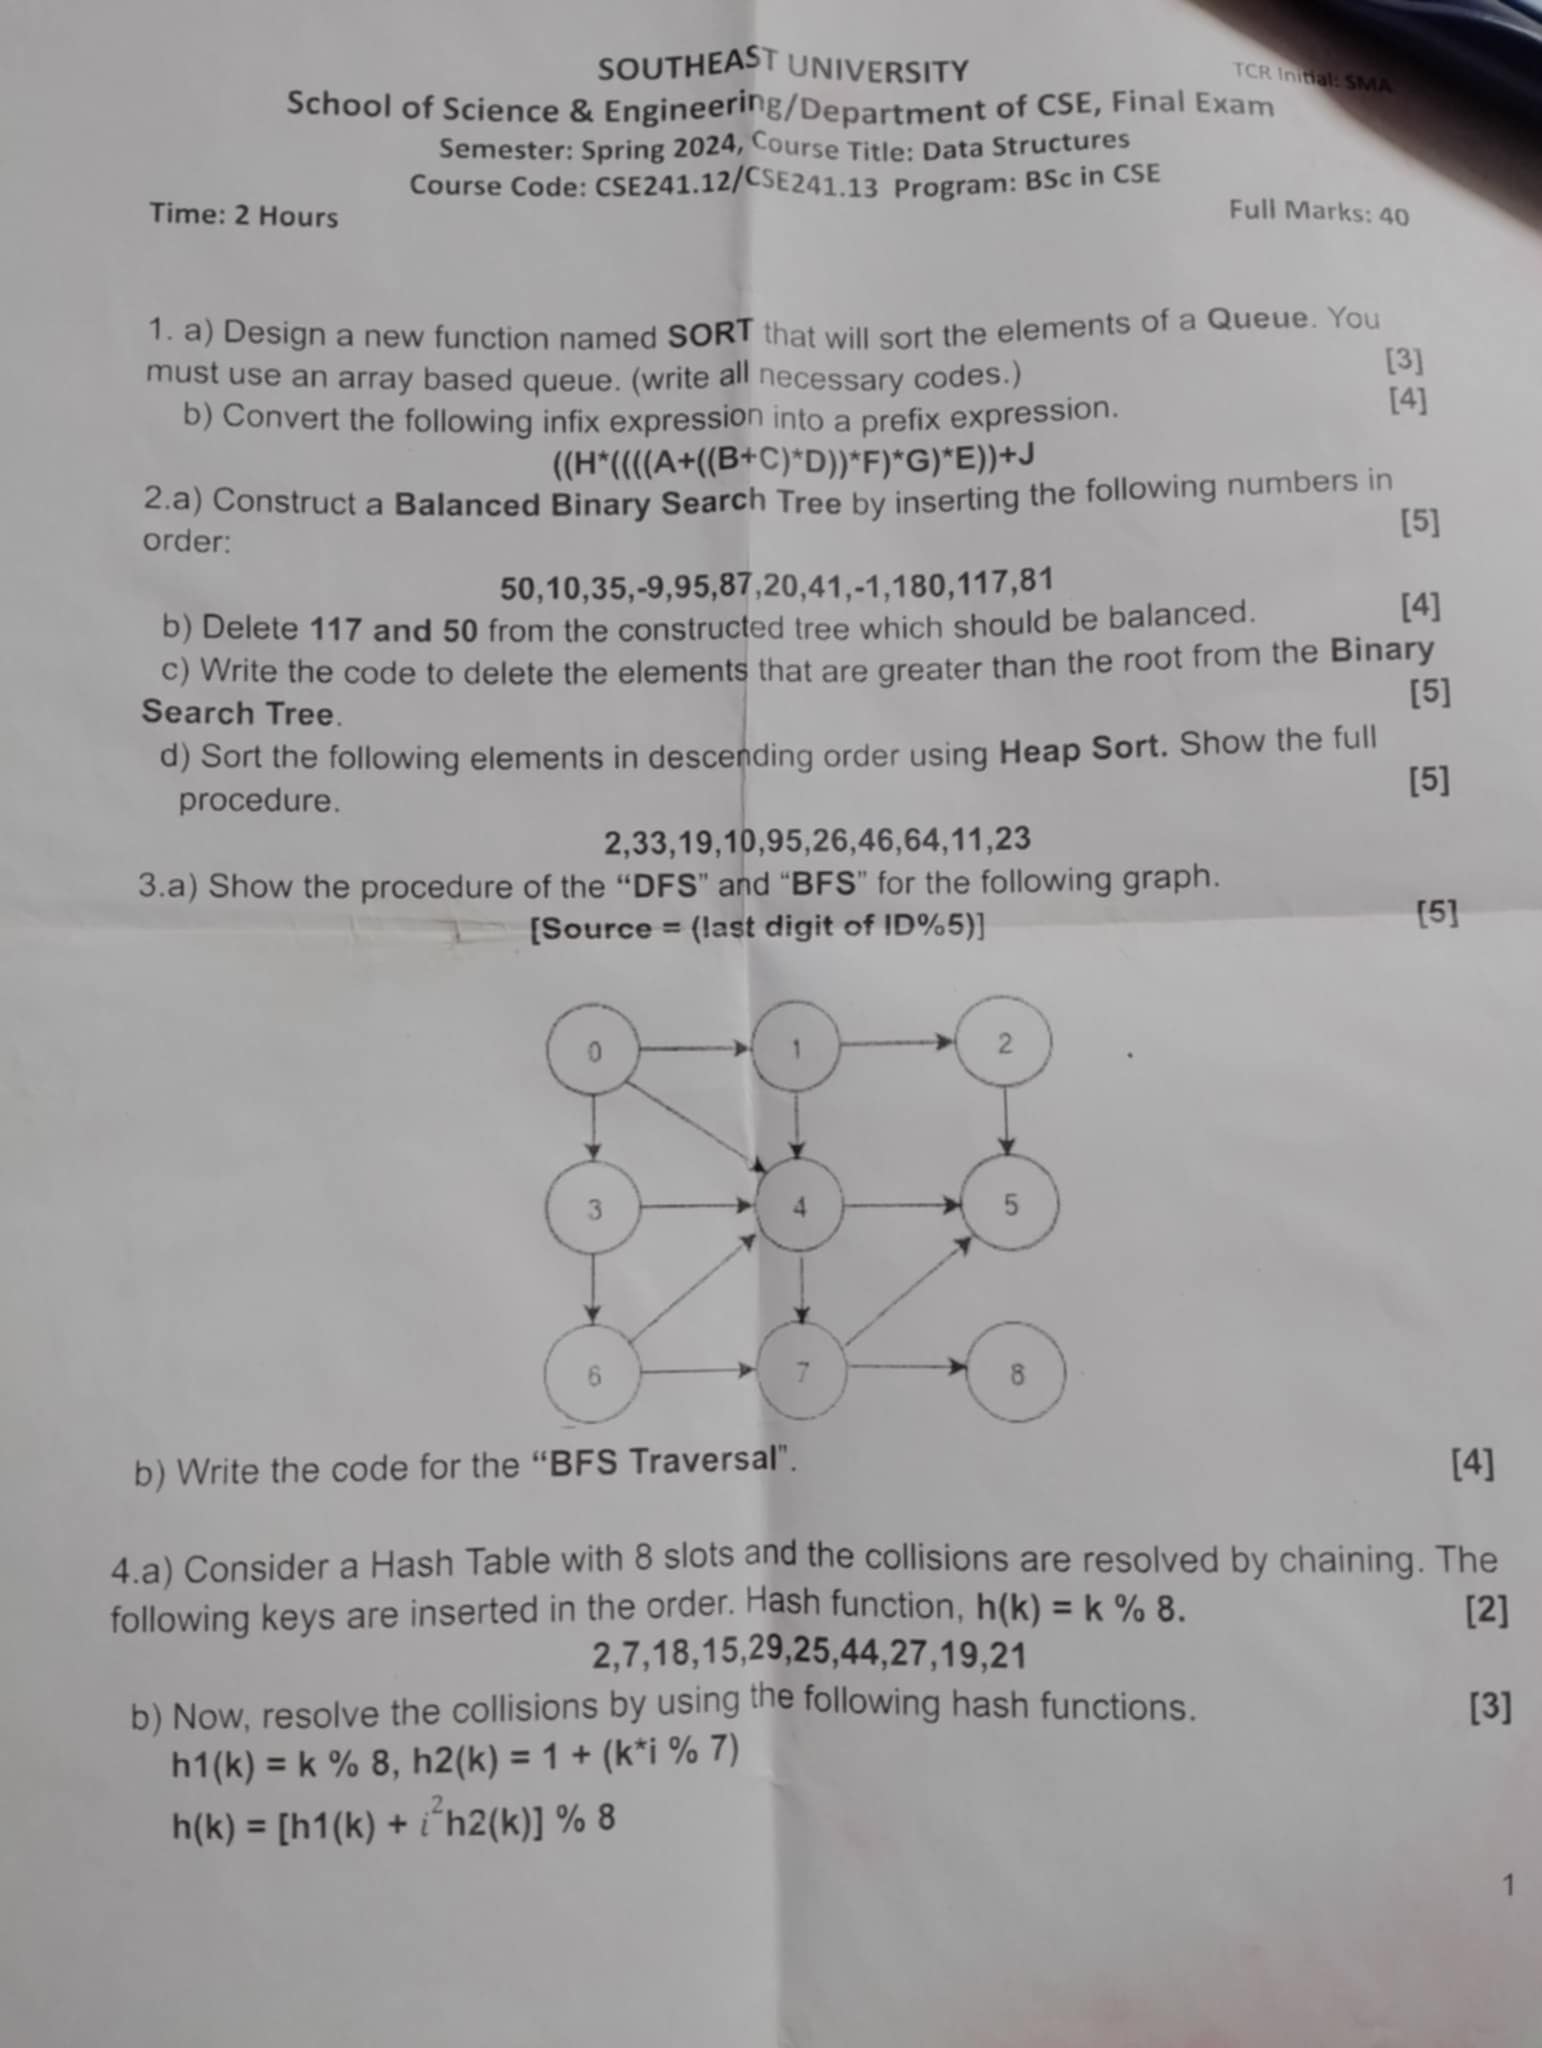 SOUTHEAST UNIVERSITY
TCR Initial: SMA
School of Science & Engineering/Department of CSE, Final Exam
Semester: Spring 2024, Course Title: Data Structures
Course Code: CSE241.12/CSE241.13 Program: BSc in CSE
Time: 2 Hours
Full Marks: 40
1. a) Design a new function named SORT that will sort the elements of a Queue. You
must use an array based queue. (write all necessary codes.) [3]
b) Convert the following infix expression into a prefix expression. [4]
((H*((((A+((B+C)*D))*F)*G)*E))+J
2.a) Construct a Balanced Binary Search Tree by inserting the following numbers in
order: [5]
50,10,35,-9,95,87,20,41,-1,180,117,81
b) Delete 117 and 50 from the constructed tree which should be balanced. [4]
c) Write the code to delete the elements that are greater than the root from the Binary
Search Tree. [5]
d) Sort the following elements in descending order using Heap Sort. Show the full
procedure. [5]
2,33,19,10,95,26,46,64,11,23
3.a) Show the procedure of the “DFS” and “BFS” for the following graph.
[Source = (last digit of ID%5)] [5]
0 1 2
3 4 5
6 7 8
b) Write the code for the “BFS Traversal”. [4]
4.a) Consider a Hash Table with 8 slots and the collisions are resolved by chaining. The
following keys are inserted in the order. Hash function, h(k) = k % 8. [2]
2,7,18,15,29,25,44,27,19,21
b) Now, resolve the collisions by using the following hash functions. [3]
h1(k) = k % 8, h2(k) = 1 + (k*i % 7)
h(k) = [h1(k) + i²h2(k)] % 8
1